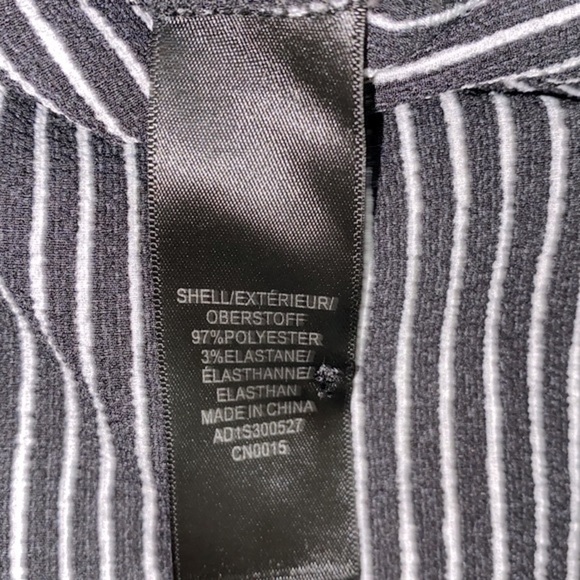 SHELL/EXTÉRIEUR/
OBERSTOFF
97%POLYESTER
3%ELASTANE/
ÉLASTHANNE/
ELASTHAN
MADE IN CHINA
AD1S300527
CN0015